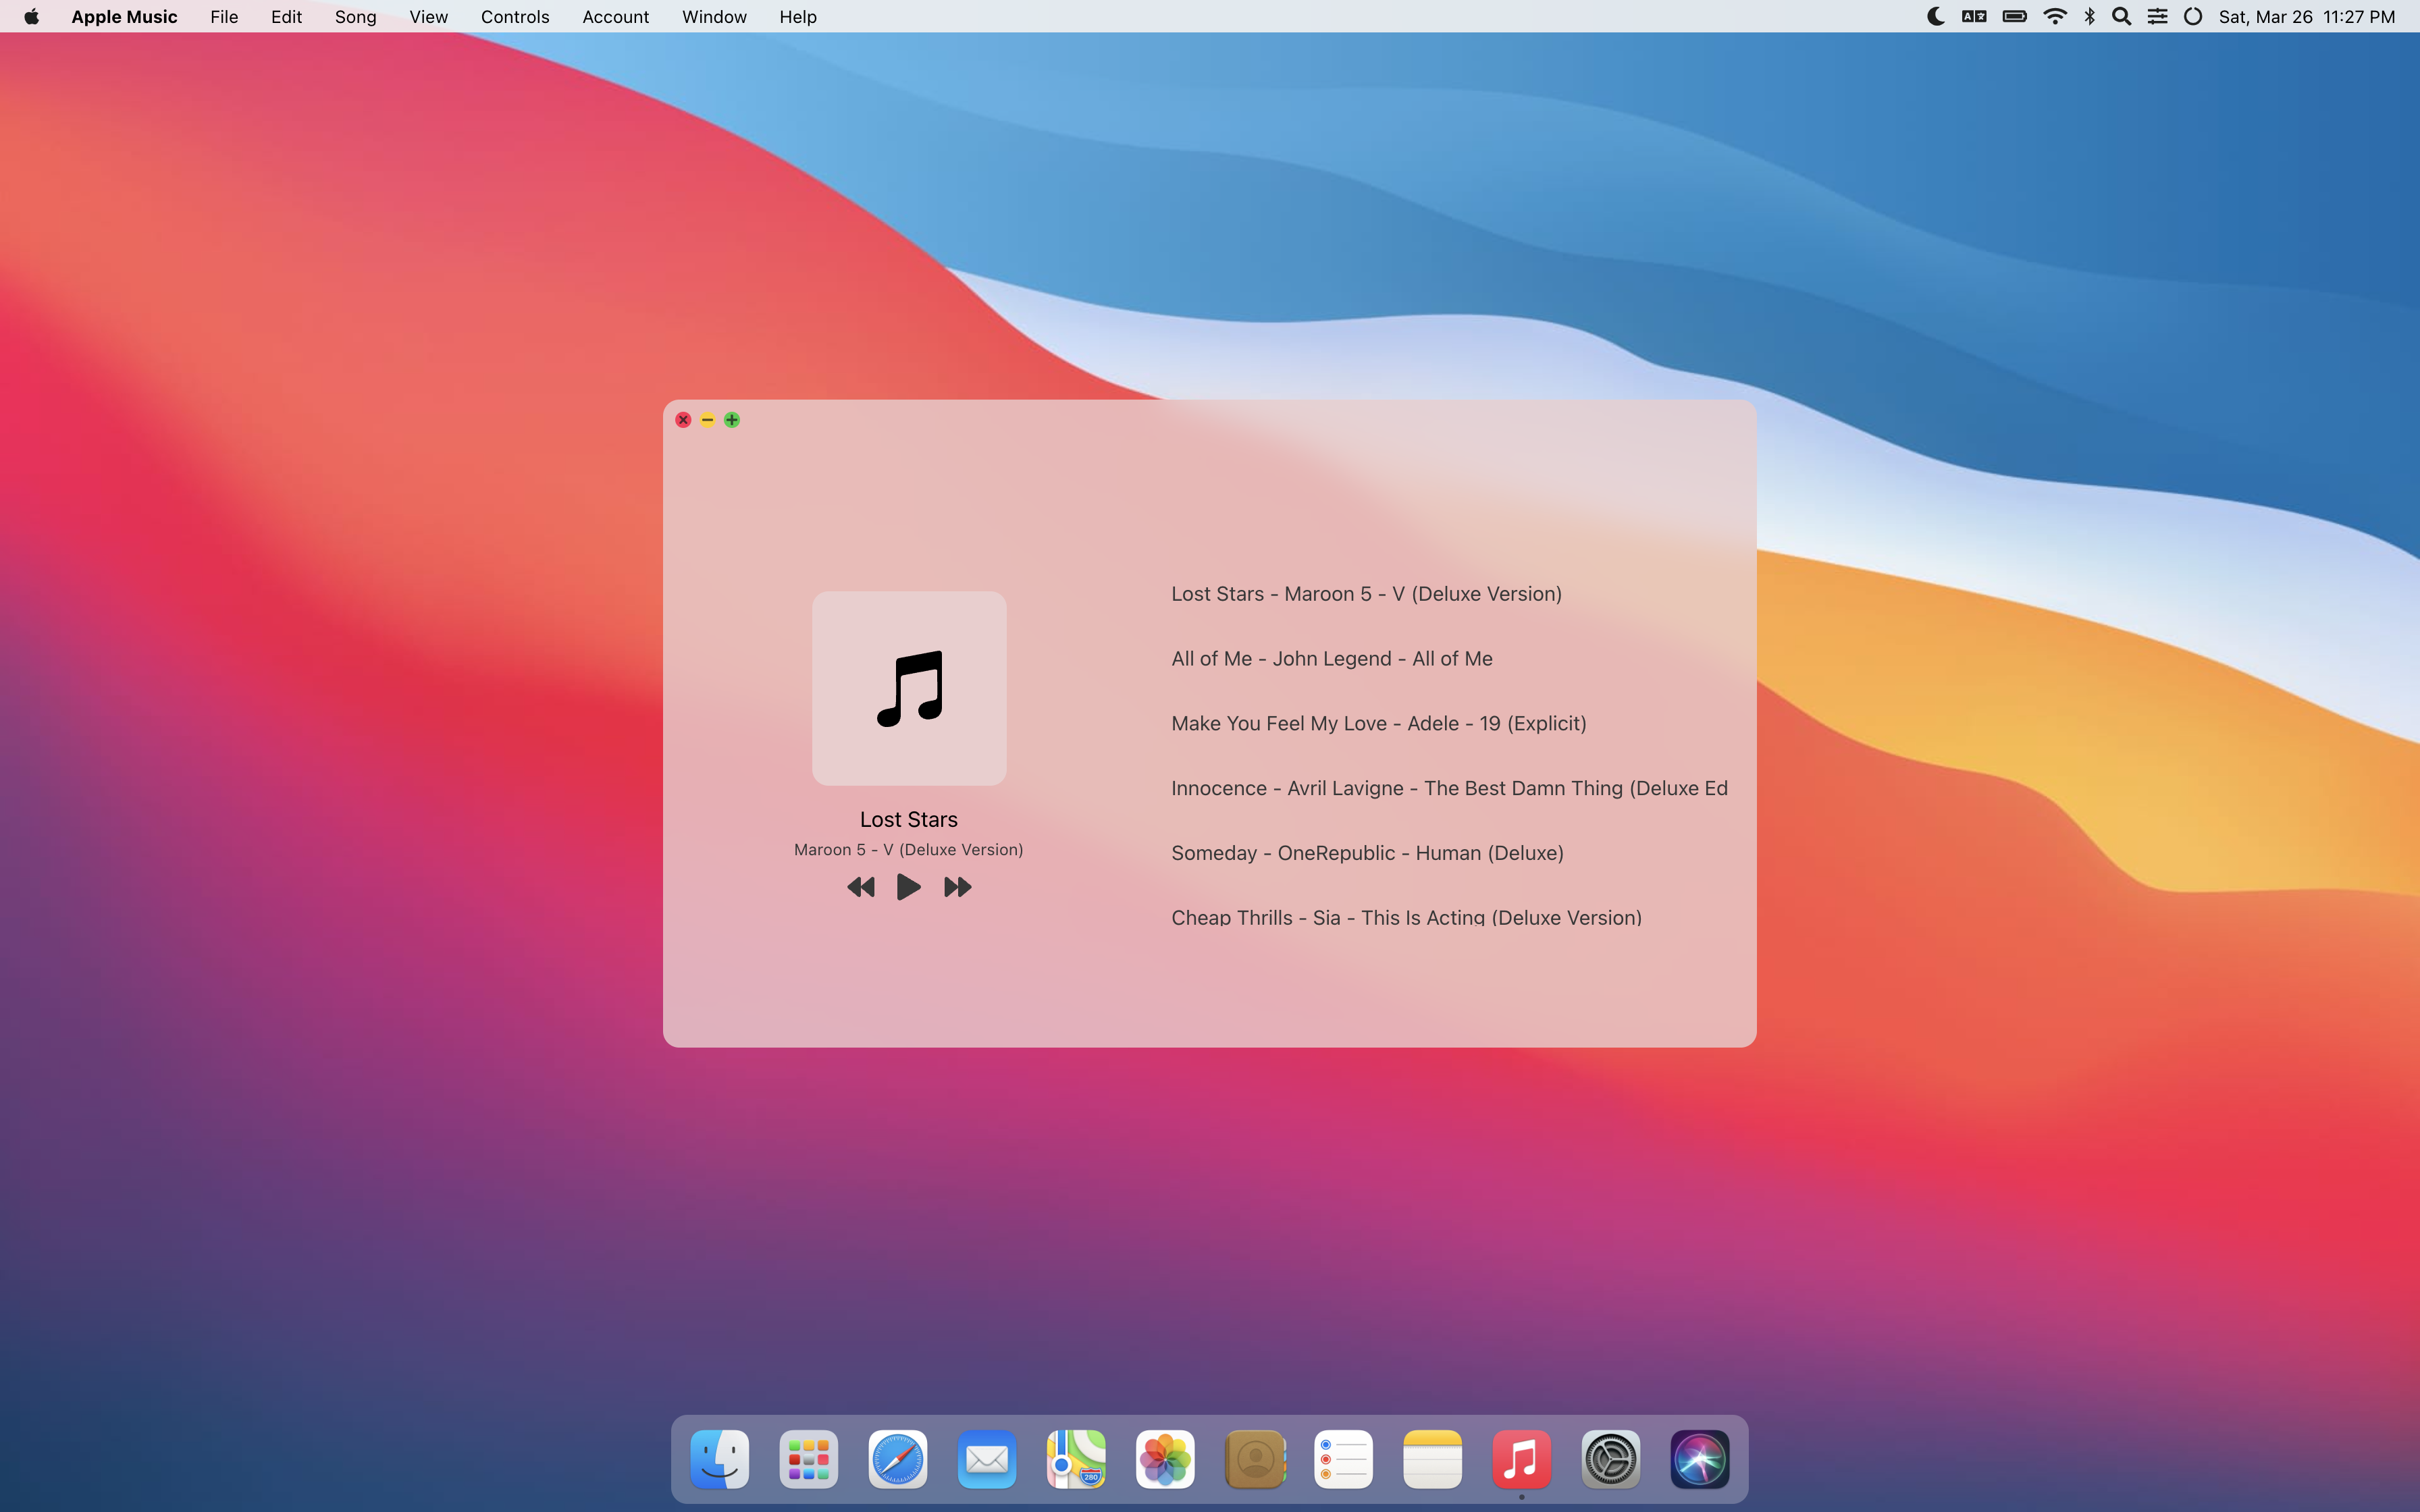 Apple Music File Edit Song View Controls Account Window Help Sat, Mar 26 11:27 PM
Lost Stars - Maroon 5 - V (Deluxe Version)
All of Me - John Legend - All of Me
Make You Feel My Love - Adele - 19 (Explicit)
Innocence - Avril Lavigne - The Best Damn Thing (Deluxe Ed
Someday - OneRepublic - Human (Deluxe)
Cheap Thrills - Sia - This Is Acting (Deluxe Version)
Lost Stars
Maroon 5 - V (Deluxe Version)
280